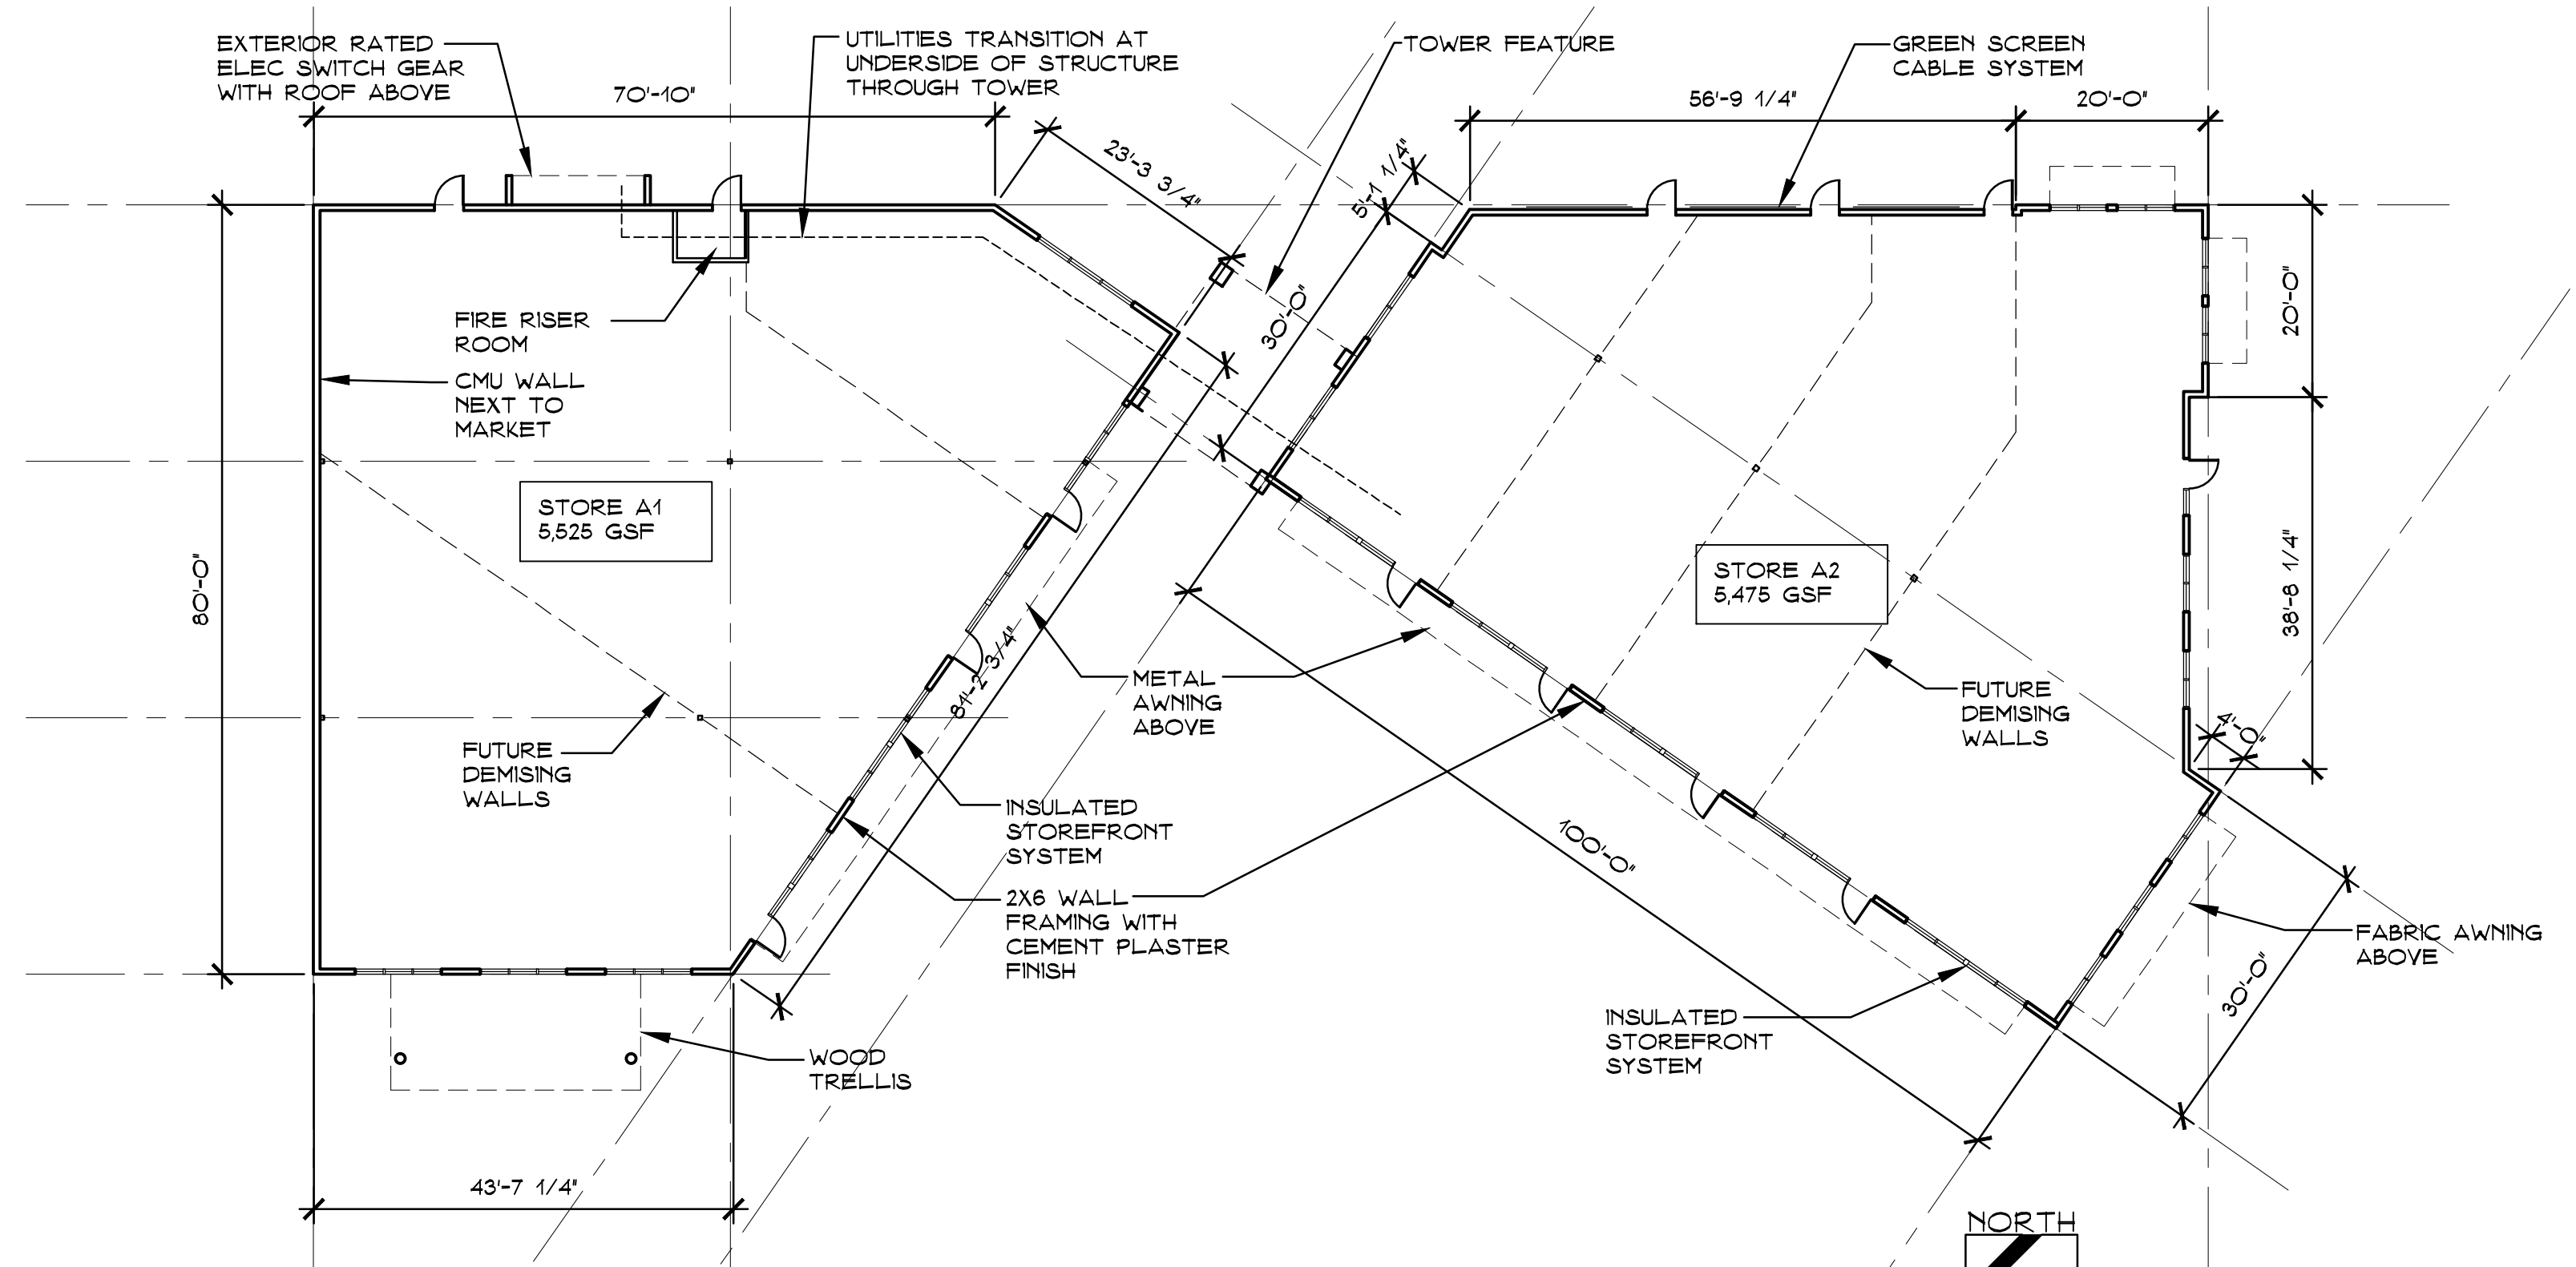 EXTERIOR RATED
ELEC SWITCH GEAR
WITH ROOF ABOVE
70'-10"
UTILITIES TRANSITION AT
UNDERSIDE OF STRUCTURE
THROUGH TOWER
TOWER FEATURE
GREEN SCREEN
CABLE SYSTEM
56'-9 1/4"
20'-0"
23'-3 3/4"
5'-1 1/4"
30'-0"
20'-0"
FIRE RISER
ROOM
CMU WALL
NEXT TO
MARKET
STORE A1
5,525 GSF
80'-0"
STORE A2
5,475 GSF
38'-8 1/4"
81'-2 3/4"
METAL
AWNING
ABOVE
FUTURE
DEMISING
WALLS
4'-0"
FUTURE
DEMISING
WALLS
INSULATED
STOREFRONT
SYSTEM
100'-0"
2X6 WALL
FRAMING WITH
CEMENT PLASTER
FINISH
FABRIC AWNING
ABOVE
30'-0"
INSULATED
STOREFRONT
SYSTEM
WOOD
TRELLIS
43'-7 1/4"
NORTH